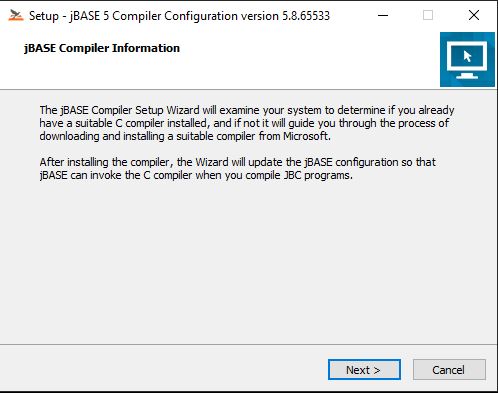 Setup - jBASE 5 Compiler Configuration version 5.8.65533
jBASE Compiler Information
The jBASE Compiler Setup Wizard will examine your system to determine if you already
have a suitable C compiler installed, and if not it will guide you through the process of
downloading and installing a suitable compiler from Microsoft.
After installing the compiler, the Wizard will update the jBASE configuration so that
jBASE can invoke the C compiler when you compile JBC programs.
Next >
Cancel